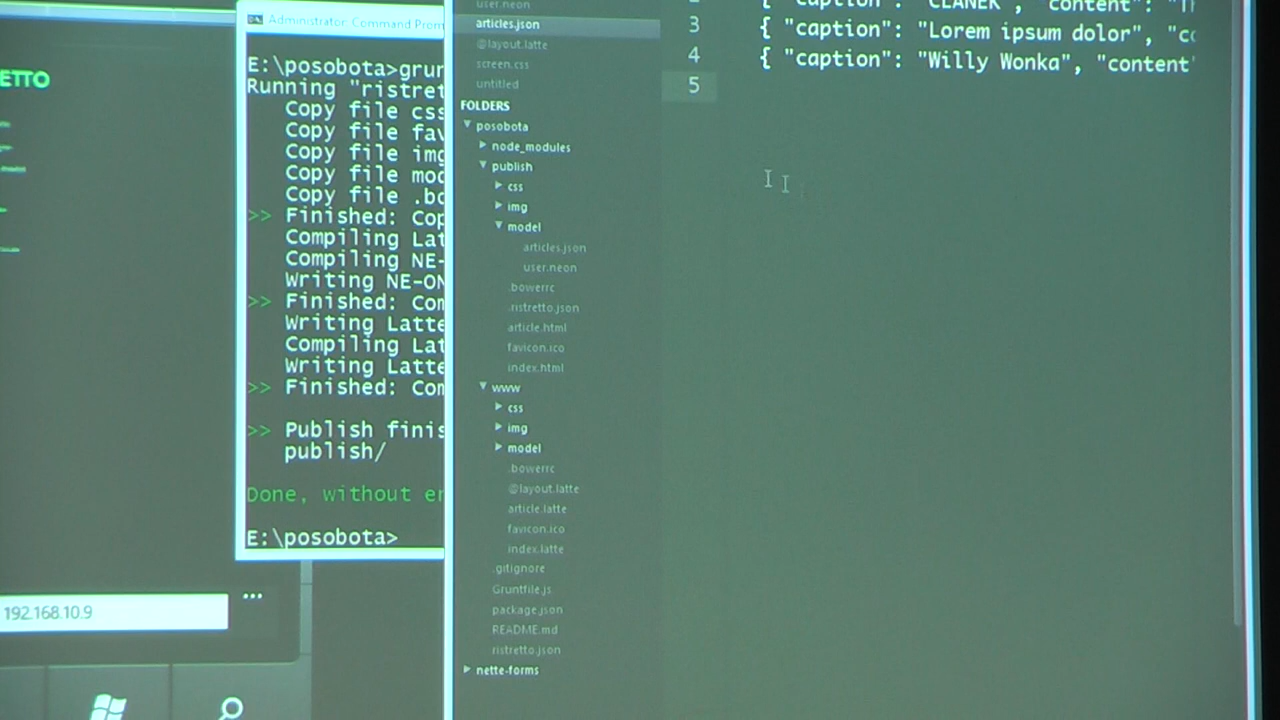 ETTO
192.168.10.9
Administrator: Command Prom
E:\posobota>grun
Running "ristret
Copy file css
Copy file fav
Copy file img
Copy file mod
Copy file .bo
>> Finished: Cop
Compiling Lat
Compiling NE-
Writing NE-ON
>> Finished: Com
Writing Latte
Compiling Lat
Writing Latte
>> Finished: Com
>> Publish finis
publish/
Done, without er
E:\posobota>
user.neon
articles.json
@layout.latte
screen.css
untitled
FOLDERS
posobota
node_modules
publish
css
img
model
articles.json
user.neon
.bowerrc
.ristretto.json
article.html
favicon.ico
index.html
www
css
img
model
.bowerrc
@layout.latte
article.latte
favicon.ico
index.latte
.gitignore
Gruntfile.js
package.json
README.md
ristretto.json
nette-forms
{ "caption": "CLANEK", "content":
3 { "caption": "Lorem ipsum dolor", "co
4 { "caption": "Willy Wonka", "content"
5